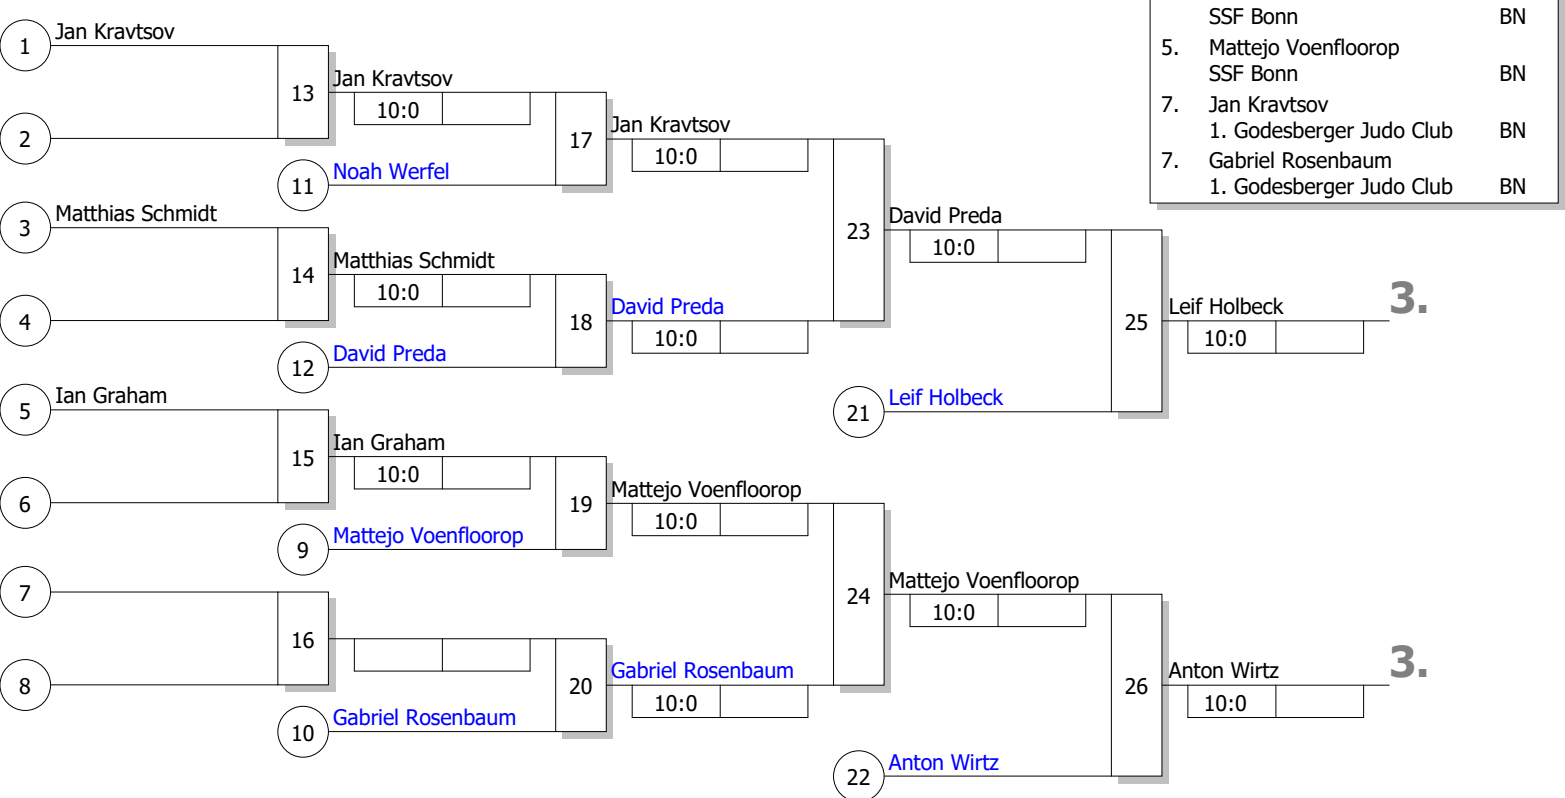 SSF Bonn BN
5. Mattejo Voenfloorop
SSF Bonn BN
7. Jan Kravtsov
1. Godesberger Judo Club BN
7. Gabriel Rosenbaum
1. Godesberger Judo Club BN
1 Jan Kravtsov
2
13 Jan Kravtsov
10:0
11 Noah Werfel
17 Jan Kravtsov
10:0
3 Matthias Schmidt
4
14 Matthias Schmidt
10:0
12 David Preda
18 David Preda
10:0
23 David Preda
10:0
21 Leif Holbeck
25 Leif Holbeck 3.
10:0
5 Ian Graham
6
15 Ian Graham
10:0
9 Mattejo Voenfloorop
19 Mattejo Voenfloorop
10:0
7
8
16
10 Gabriel Rosenbaum
20 Gabriel Rosenbaum
10:0
24 Mattejo Voenfloorop
10:0
22 Anton Wirtz
26 Anton Wirtz 3.
10:0